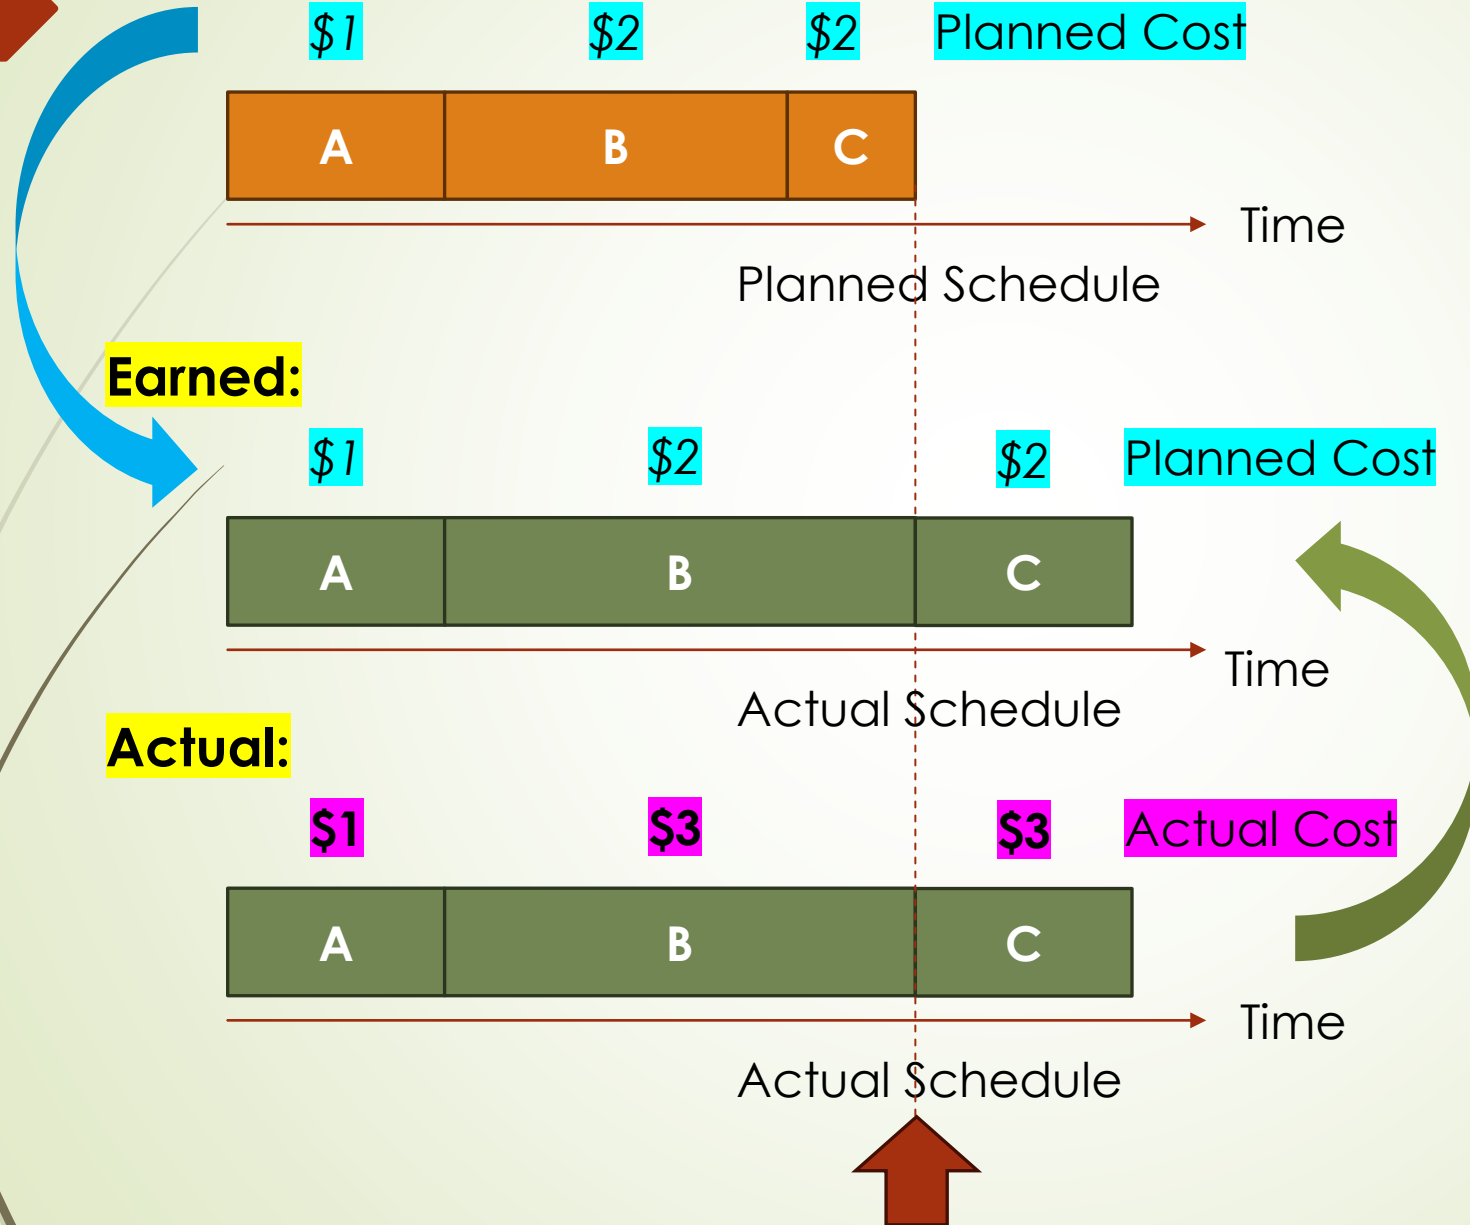 $1 $2 $2 Planned Cost
A B C
Time
Planned Schedule
Earned:
$1 $2 $2 Planned Cost
A B C
Time
Actual Schedule
Actual:
$1 $3 $3 Actual Cost
A B C
Time
Actual Schedule